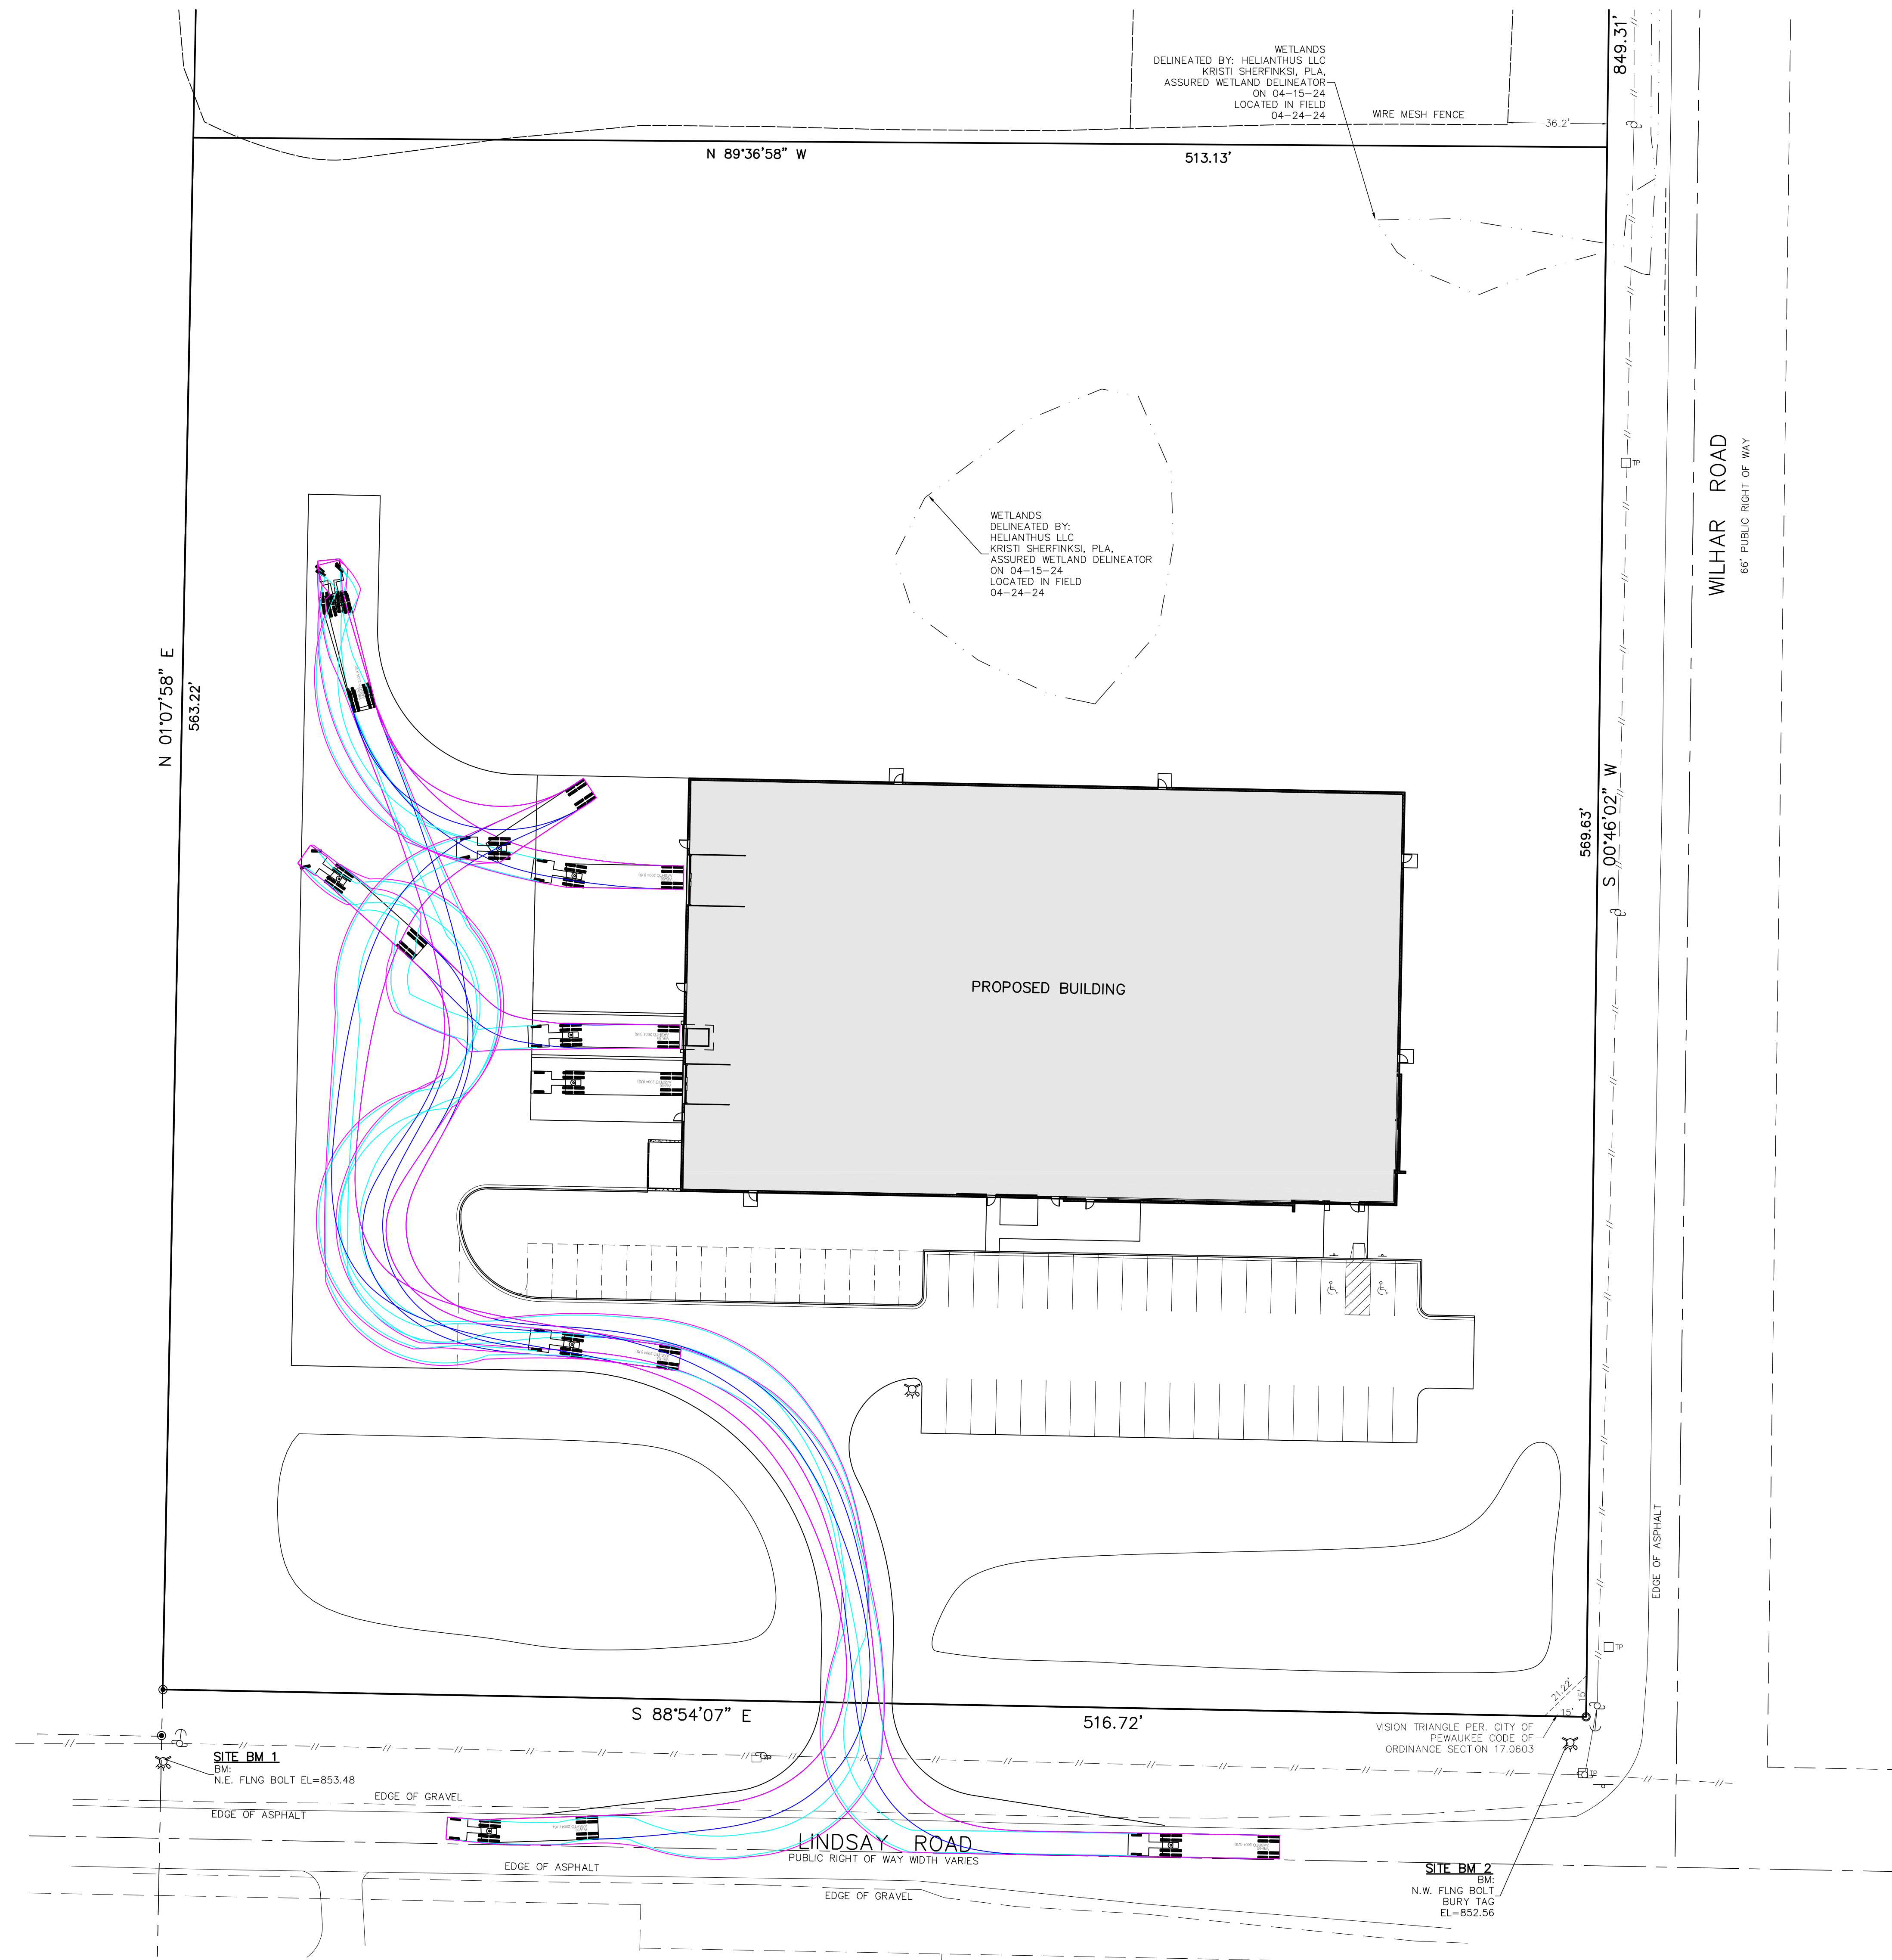 WETLANDS
DELINEATED BY: HELIANTHUS LLC
KRISTI SHERFINKSI, PLA,
ASSURED WETLAND DELINEATOR
ON 04-15-24
LOCATED IN FIELD
04-24-24
WIRE MESH FENCE
36.2'
849.31'
N 89°36'58" W
513.13'
WETLANDS
DELINEATED BY:
HELIANTHUS LLC
KRISTI SHERFINKSI, PLA,
ASSURED WETLAND DELINEATOR
ON 04-15-24
LOCATED IN FIELD
04-24-24
TP
WILHAR ROAD
66' PUBLIC RIGHT OF WAY
N 01°07'58" E
563.22'
569.63'
S 00°46'02" W
PROPOSED BUILDING
EDGE OF ASPHALT
TP
21.22'
15'
15'
S 88°54'07" E
516.72'
VISION TRIANGLE PER. CITY OF
PEWAUKEE CODE OF
ORDINANCE SECTION 17.0603
SITE BM 1
BM:
N.E. FLNG BOLT EL=853.48
TP
EDGE OF GRAVEL
EDGE OF ASPHALT
LINDSAY ROAD
PUBLIC RIGHT OF WAY WIDTH VARIES
EDGE OF ASPHALT
EDGE OF GRAVEL
SITE BM 2
BM:
N.W. FLNG BOLT
BURY TAG
EL=852.56